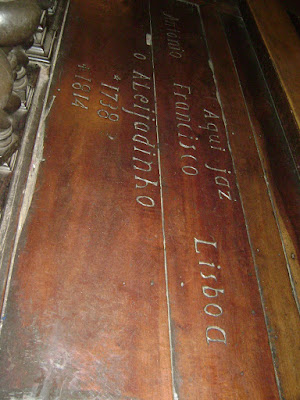 Aqui jaz
Antonio Francisco Lisboa
o Aleijadinho
* 1738 *
✞ 1814